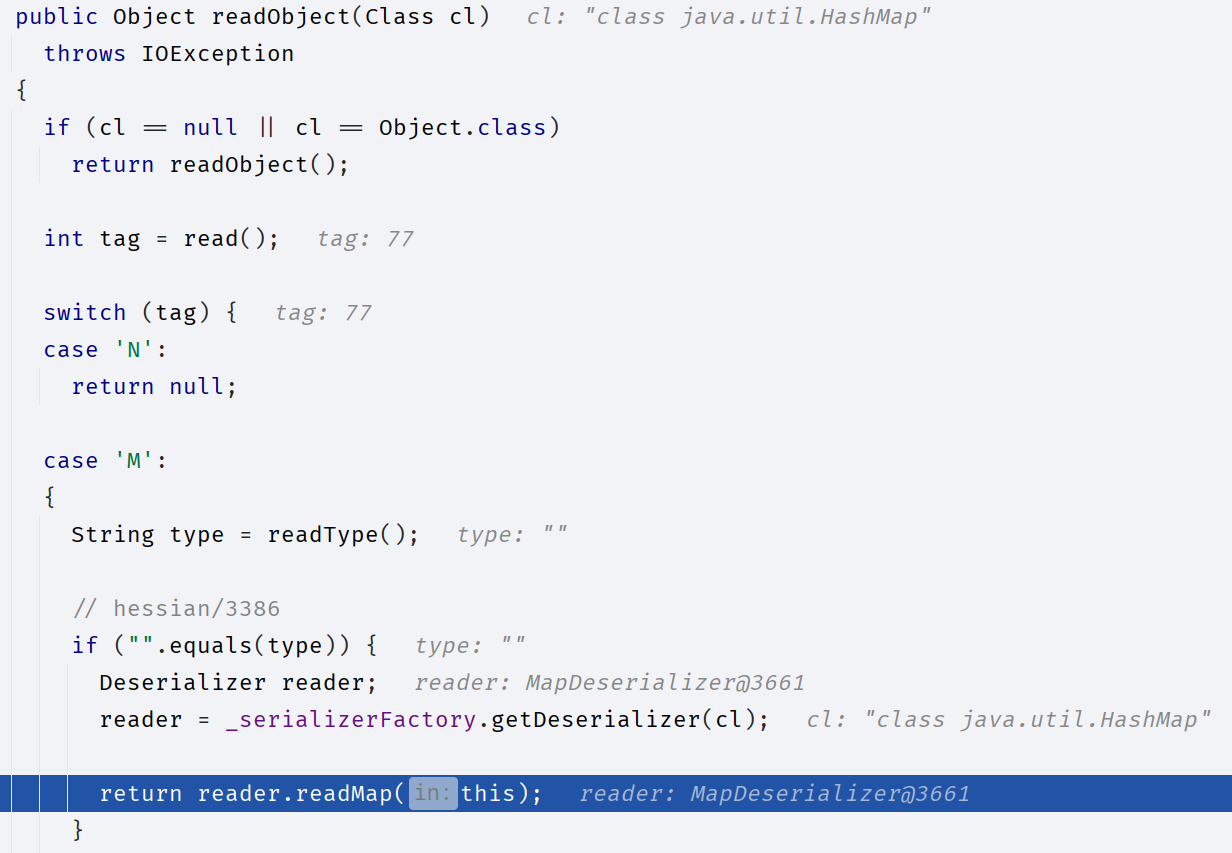 public Object readObject(Class cl)   cl: "class java.util.HashMap"
  throws IOException
{
  if (cl == null || cl == Object.class)
    return readObject();

  int tag = read();   tag: 77

  switch (tag) {   tag: 77
  case 'N':
    return null;

  case 'M':
  {
    String type = readType();   type: ""

    // hessian/3386
    if ("".equals(type)) {   type: ""
      Deserializer reader;   reader: MapDeserializer@3661
      reader = _serializerFactory.getDeserializer(cl);   cl: "class java.util.HashMap"

      return reader.readMap( in: this);   reader: MapDeserializer@3661
    }